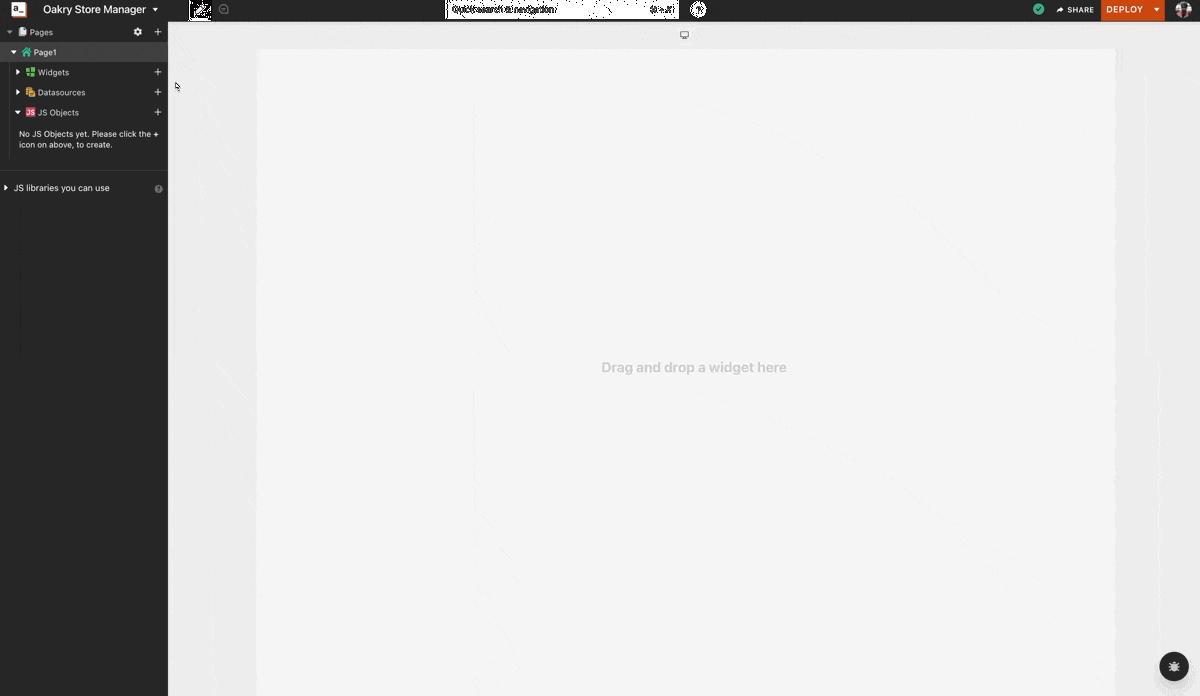 a_
Oakry Store Manager
Quick search & navigation
SHARE
DEPLOY
Pages
Page1
Widgets
Datasources
JS JS Objects
No JS Objects yet. Please click the +
icon on above, to create.
JS libraries you can use
Drag and drop a widget here